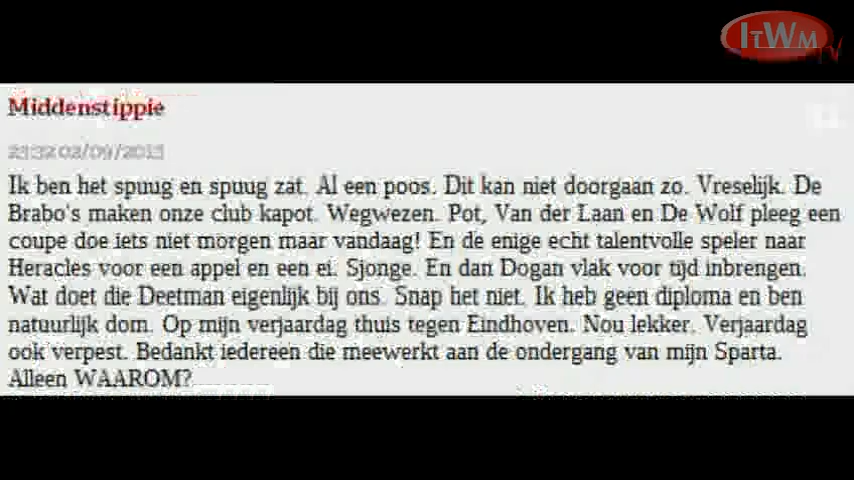 ITWM TV
Middenstippie
Ik ben het spuug en spuug zat. Al een poos. Dit kan niet doorgaan zo. Vreselijk. De
Brabo's maken onze club kapot. Wegwezen. Pot, Van der Laan en De Wolf pleeg een
coupe doe iets niet morgen maar vandaag! En de enige echt talentvolle speler naar
Heracles voor een appel en een ei. Sjonge. En dan Dogan vlak voor tijd inbrengen.
Wat doet die Deetman eigenlijk bij ons. Snap het niet. Ik heb geen diploma en ben
natuurlijk dom. Op mijn verjaardag thuis tegen Eindhoven. Nou lekker. Verjaardag
ook verpest. Bedankt iedereen die meewerkt aan de ondergang van mijn Sparta.
Alleen WAAROM?